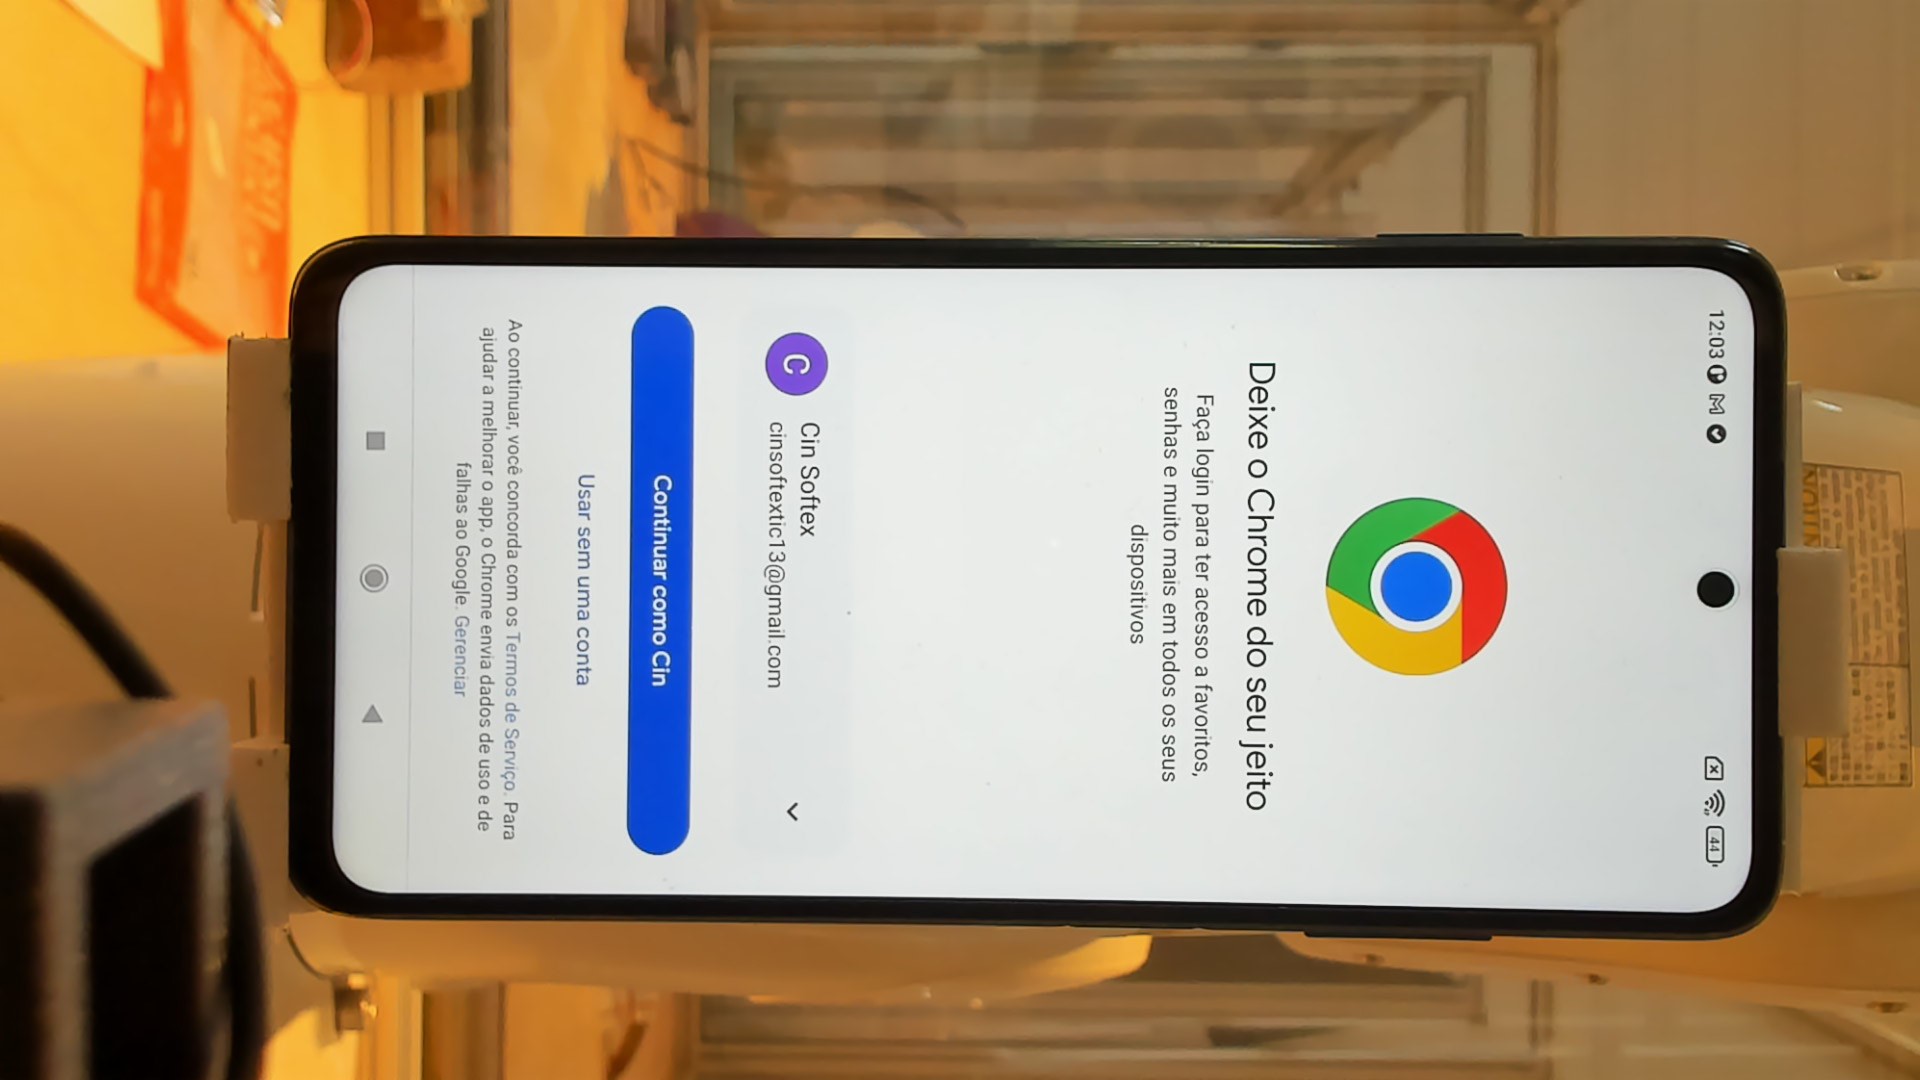 12:03
44
Deixe o Chrome do seu jeito
Faça login para ter acesso a favoritos,
senhas e muito mais em todos os seus
dispositivos
C
Cin Softex
cinsoftextic13@gmail.com
Continuar como Cin
Usar sem uma conta
Ao continuar, você concorda com os Termos de Serviço. Para
ajudar a melhorar o app, o Chrome envia dados de uso e de
falhas ao Google. Gerenciar